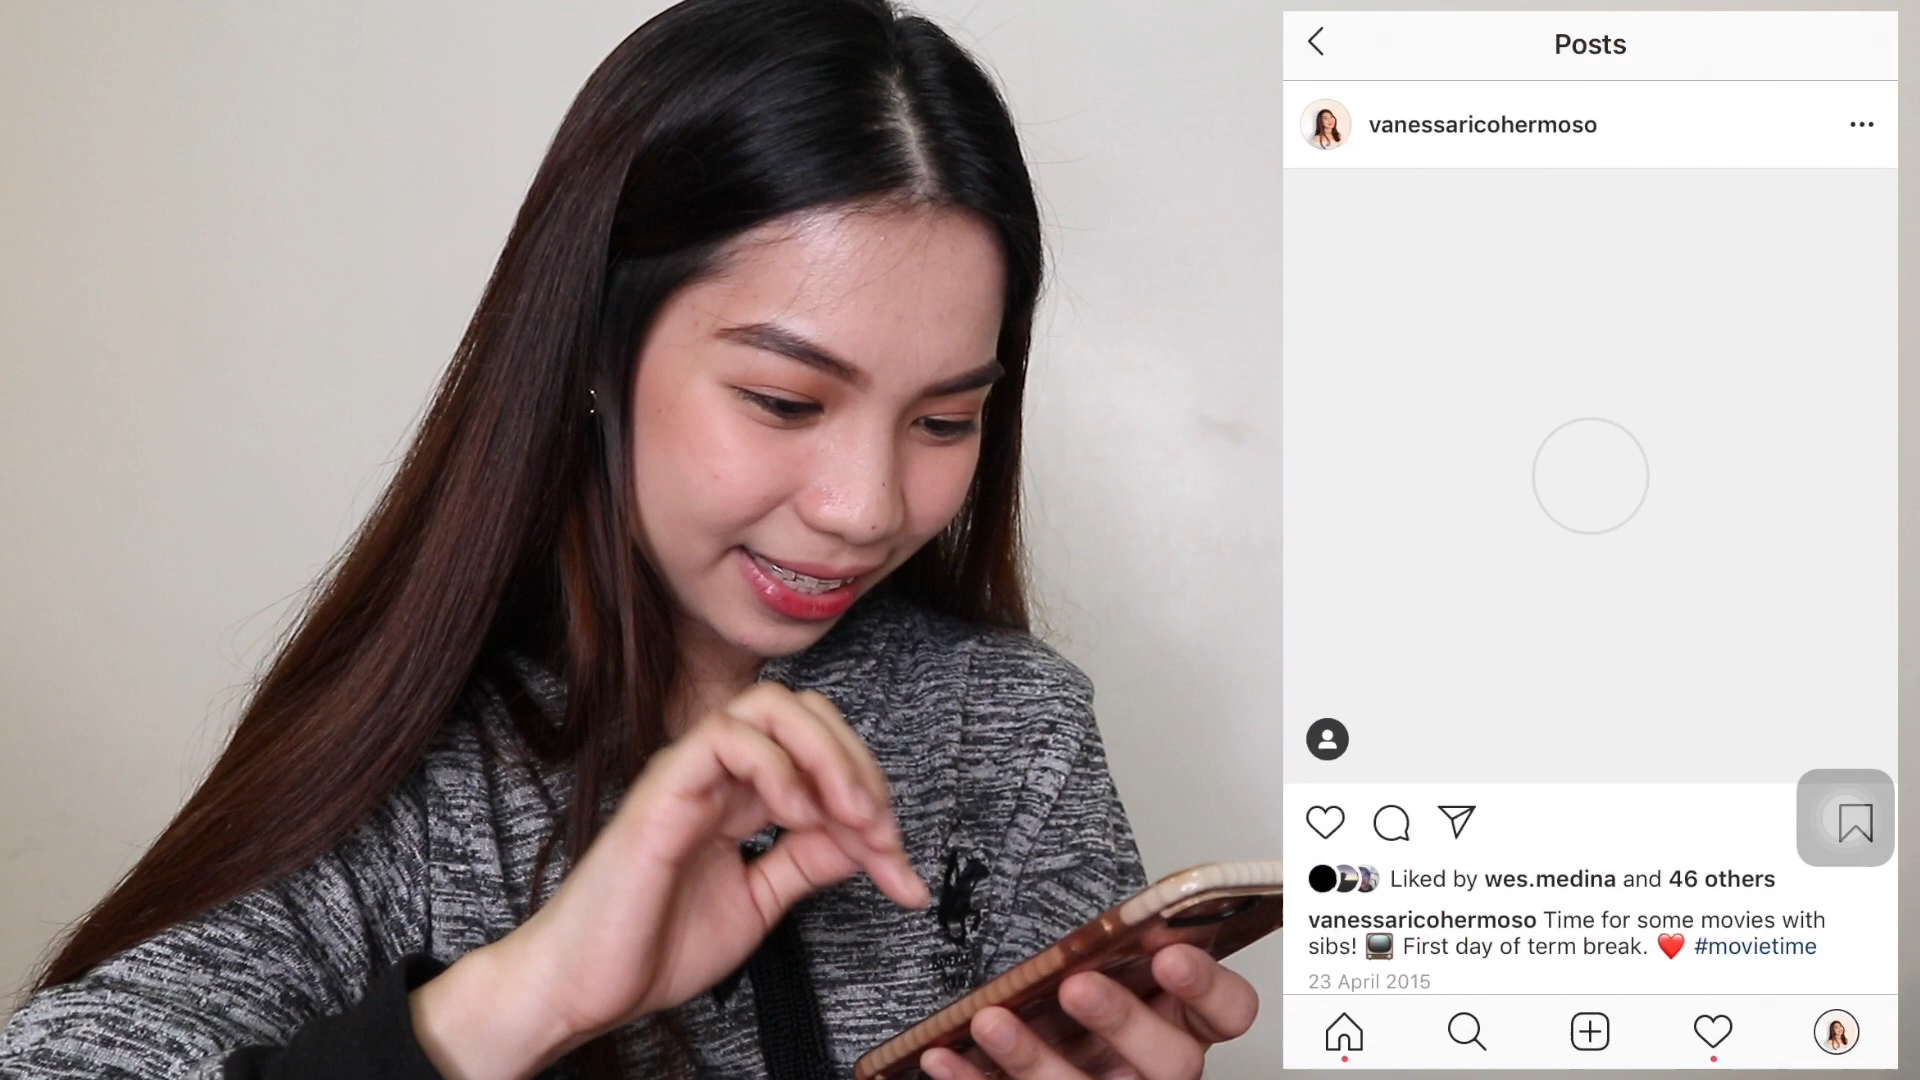 Posts
vanessaricohermoso
Liked by wes.medina and 46 others
vanessaricohermoso Time for some movies with
sibs! 📺 First day of term break. ❤️ #movietime
23 April 2015